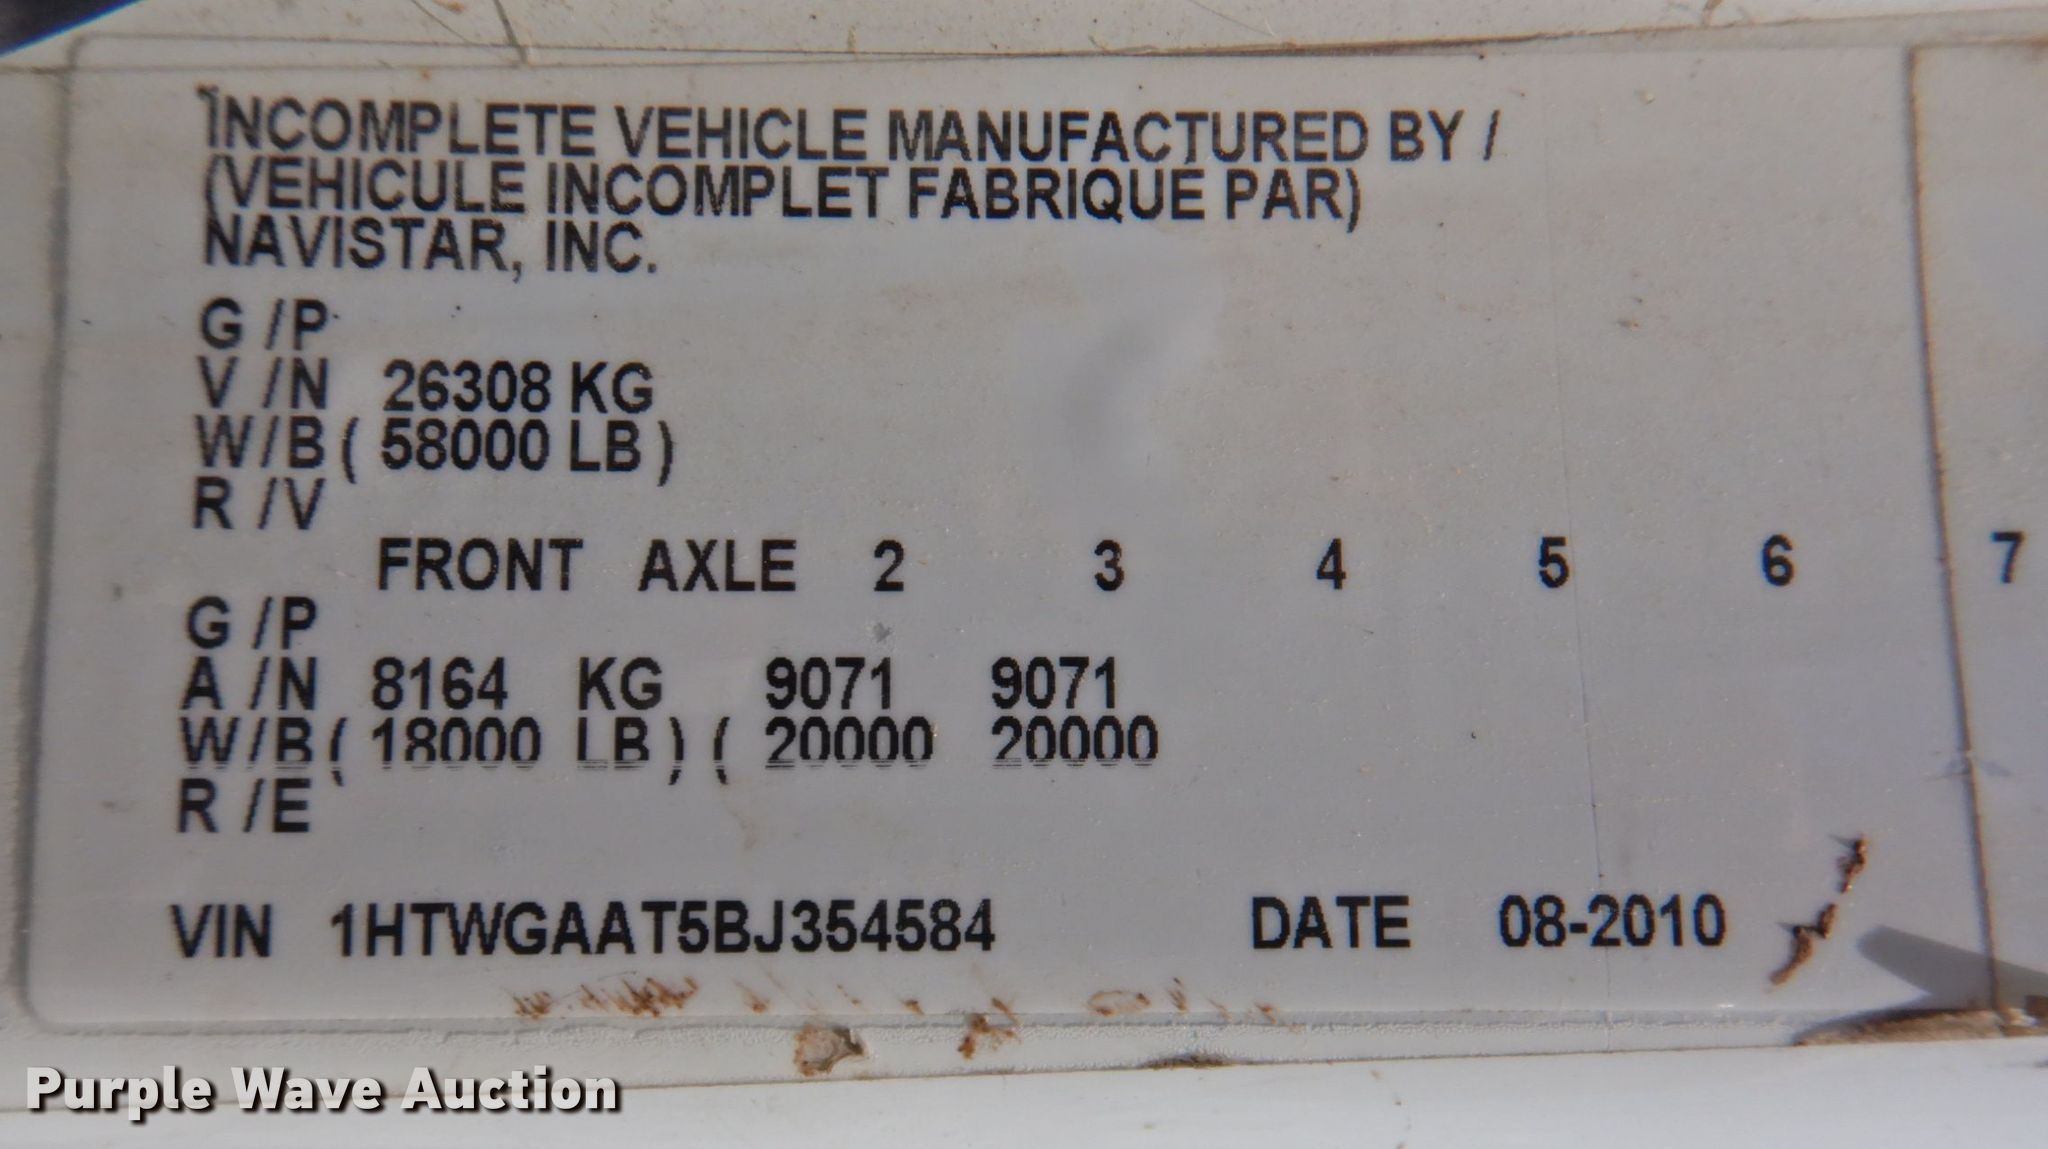 INCOMPLETE VEHICLE MANUFACTURED BY /
(VEHICULE INCOMPLET FABRIQUE PAR)
NAVISTAR, INC.
G /P
V /N 26308 KG
W/B ( 58000 LB )
R /V
FRONT AXLE 2 3 4 5 6 7
G /P
A /N 8164 KG 9071 9071
W/B ( 18000 LB ) ( 20000 20000
R /E
VIN 1HTWGAAT5BJ354584 DATE 08-2010
Purple Wave Auction